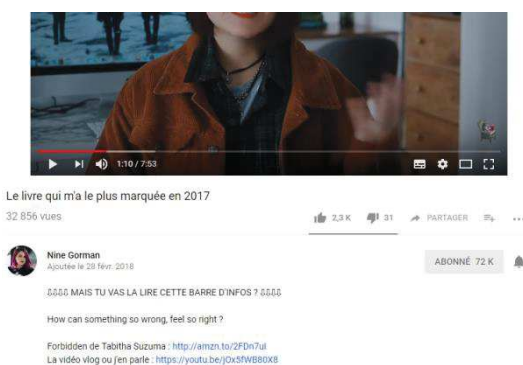 1:10 / 7:53
Le livre qui m'a le plus marquée en 2017
32 856 vues
2,3 K
31
PARTAGER
Nine Gorman
Ajoutée le 28 févr. 2018
ABONNÉ 72 K
MAIS TU VAS LA LIRE CETTE BARRE D'INFOS ?
How can something so wrong, feel so right ?
Forbidden de Tabitha Suzuma : http://amzn.to/2FDn7ul
La vidéo vlog ou j'en parle : https://youtu.be/jOx5fWB80X8